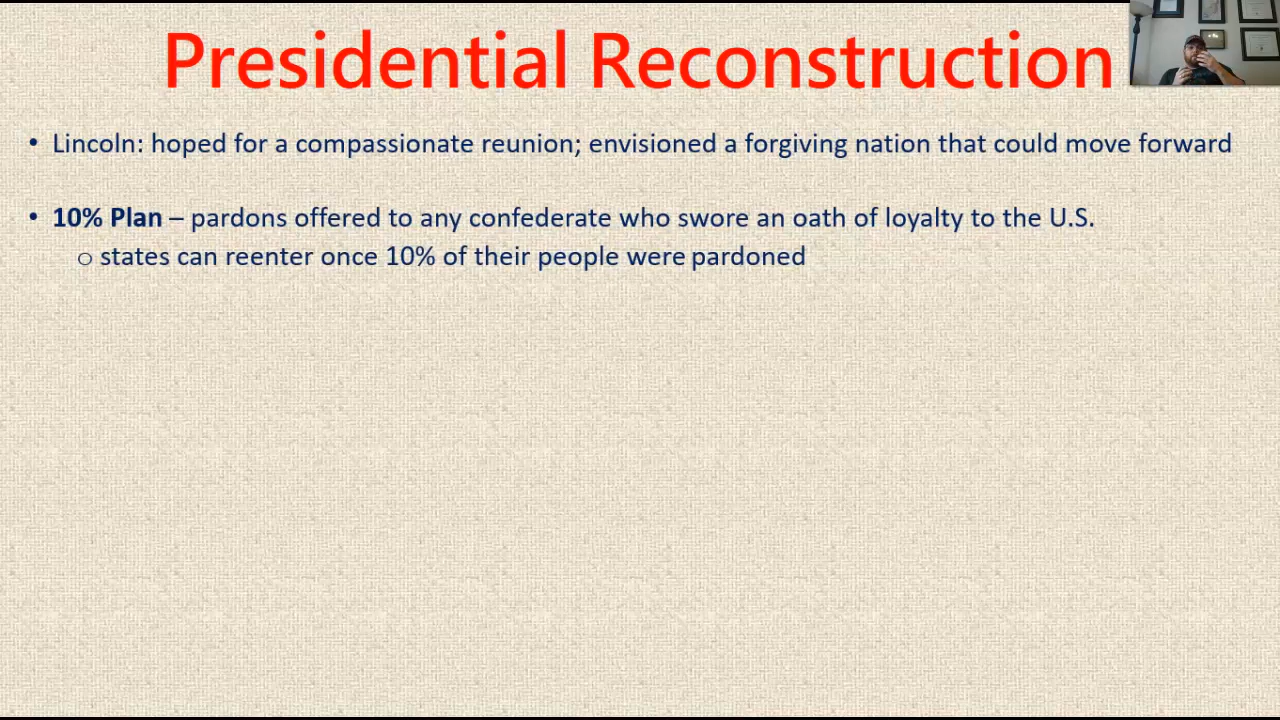 Presidential Reconstruction
• Lincoln: hoped for a compassionate reunion; envisioned a forgiving nation that could move forward
• 10% Plan – pardons offered to any confederate who swore an oath of loyalty to the U.S.
o states can reenter once 10% of their people were pardoned